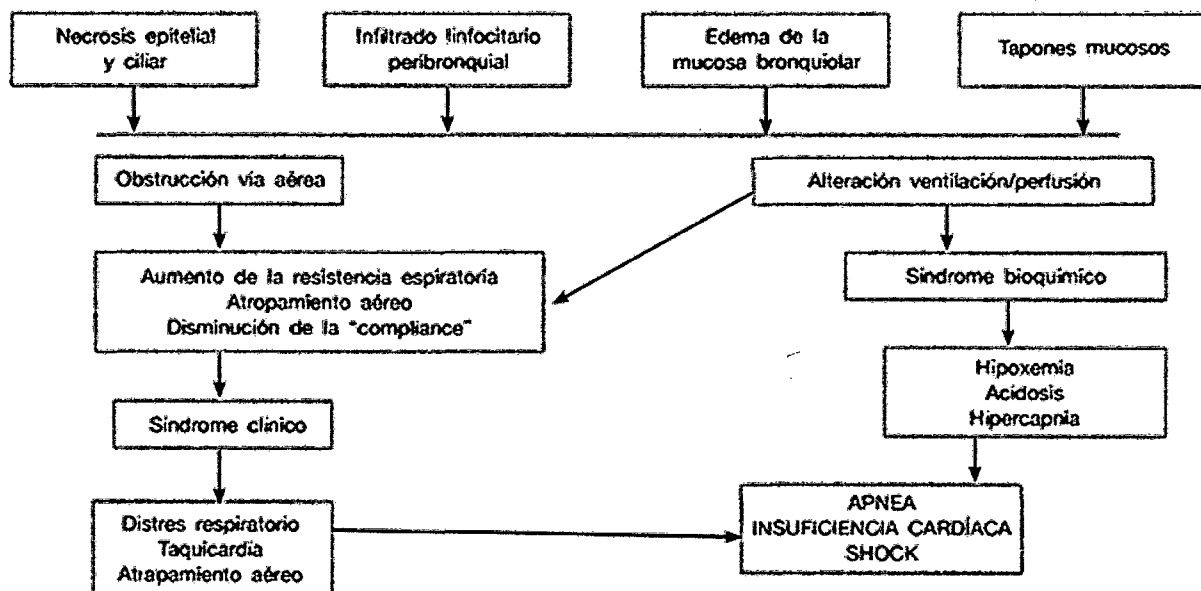 Necrosis epitelial
y ciliar
Infiltrado linfocitario
peribronquial
Edema de la
mucosa bronquiolar
Tapones mucosos
Obstrucción vía aérea
Alteración ventilación/perfusión
Aumento de la resistencia espiratoria
Atropamiento aéreo
Disminución de la "compliance"
Síndrome bioquímico
Hipoxemia
Acidosis
Hipercapnia
Síndrome clínico
Distres respiratorio
Taquicardia
Atrapamiento aéreo
APNEA
INSUFICIENCIA CARDÍACA
SHOCK